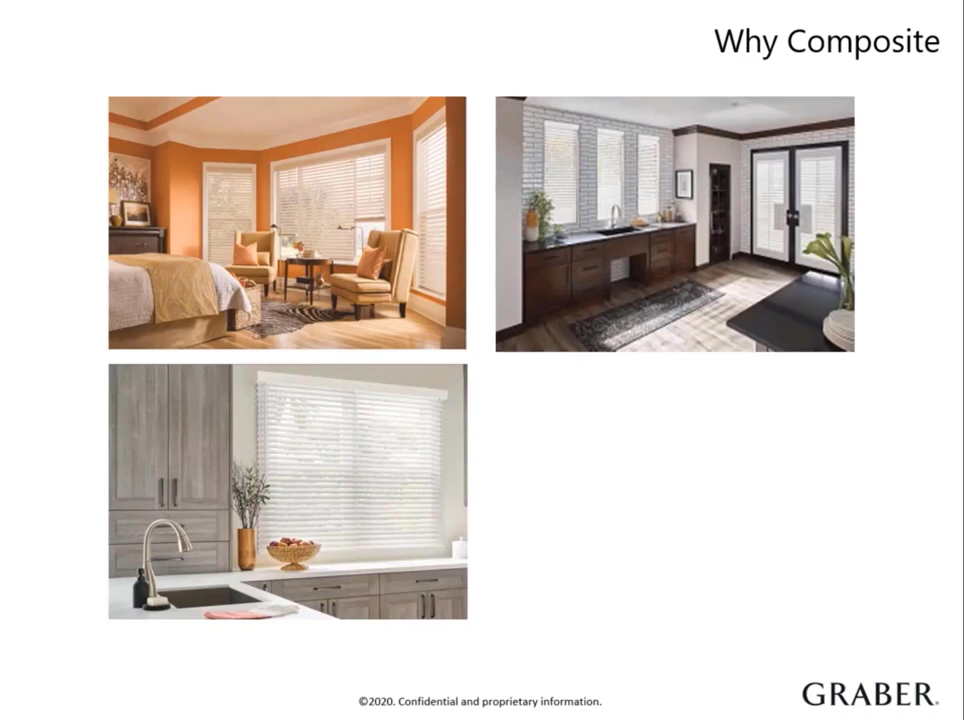 Why Composite
©2020. Confidential and proprietary information.
GRABER.